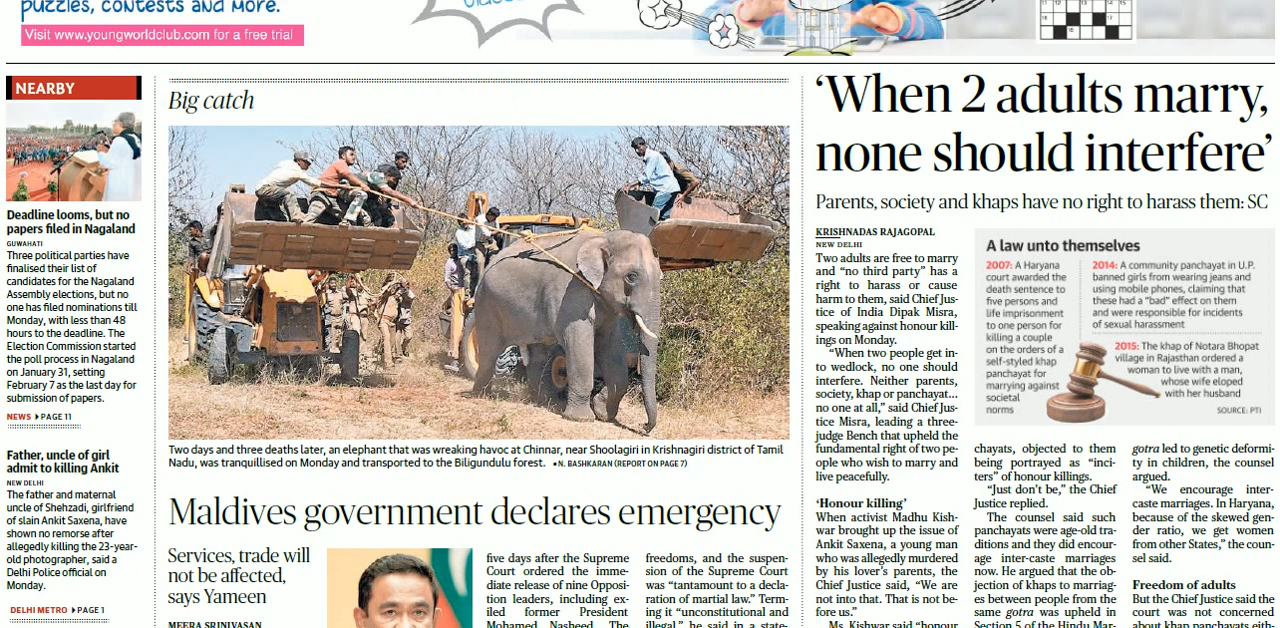 puzzles, contests and more.
Visit www.youngworldclub.com for a free trial
NEARBY
Deadline looms, but no
papers filed in Nagaland
GUWAHATI
Three political parties have
finalised their list of
candidates for the Nagaland
Assembly elections, but no
one has filed nominations till
Monday, with less than 48
hours to the deadline. The
Election Commission started
the poll process in Nagaland
on January 31, setting
February 7 as the last day for
submission of papers.
NEWS PAGE 11
Father, uncle of girl
admit to killing Ankit
NEW DELHI
The father and maternal
uncle of Shehzadi, girlfriend
of slain Ankit Saxena, have
shown no remorse after
allegedly killing the 23-year-
old photographer, said a
Delhi Police official on
Monday.
DELHI METRO PAGE 1
Big catch
Two days and three deaths later, an elephant that was wreaking havoc at Chinnar, near Shoolagiri in Krishnagiri district of Tamil
Nadu, was tranquillised on Monday and transported to the Biligundulu forest. •N. BASHKARAN (REPORT ON PAGE 7)
Maldives government declares emergency
Services, trade will
not be affected,
says Yameen
MEERA SRINIVASAN
five days after the Supreme
Court ordered the imme-
diate release of nine Opposi-
tion leaders, including ex-
iled former President
Mohamed Nasheed. The
freedoms, and the suspen-
sion of the Supreme Court
was “tantamount to a decla-
ration of martial law.” Term-
ing it “unconstitutional and
illegal,” he said in a state-
‘When 2 adults marry,
none should interfere’
Parents, society and khaps have no right to harass them: SC
KRISHNADAS RAJAGOPAL
NEW DELHI
Two adults are free to marry
and “no third party” has a
right to harass or cause
harm to them, said Chief Jus-
tice of India Dipak Misra,
speaking against honour kill-
ings on Monday.
“When two people get in-
to wedlock, no one should
interfere. Neither parents,
society, khap or panchayat...
no one at all,” said Chief Jus-
tice Misra, leading a three-
judge Bench that upheld the
fundamental right of two peo-
ple who wish to marry and
live peacefully.
‘Honour killing’
When activist Madhu Kish-
war brought up the issue of
Ankit Saxena, a young man
who was allegedly murdered
by his lover’s parents, the
Chief Justice said, “We are
not into that. That is not be-
fore us.”
Ms. Kishwar said “honour
A law unto themselves
2007: A Haryana
court awarded the
death sentence to
five persons and
life imprisonment
to one person for
killing a couple
on the orders of a
self-styled khap
panchayat for
marrying against
societal
norms
2014: A community panchayat in U.P.
banned girls from wearing jeans and
using mobile phones, claiming that
these had a “bad” effect on them
and were responsible for incidents
of sexual harassment
2015: The khap of Notara Bhopat
village in Rajasthan ordered a
woman to live with a man,
whose wife eloped
with her husband
SOURCE: PTI
chayats, objected to them
being portrayed as “inci-
ters” of honour killings.
“Just don’t be,” the Chief
Justice replied.
The counsel said such
panchayats were age-old tra-
ditions and they did encour-
age inter-caste marriages
now. He argued that the ob-
jection of khaps to marriag-
es between people from the
same gotra was upheld in
Section 5 of the Hindu Mar-
gotra led to genetic deformi-
ty in children, the counsel
argued.
“We encourage inter-
caste marriages. In Haryana,
because of the skewed gen-
der ratio, we get women
from other States,” the coun-
sel said.
Freedom of adults
But the Chief Justice said the
court was not concerned
about khap panchayats eith-